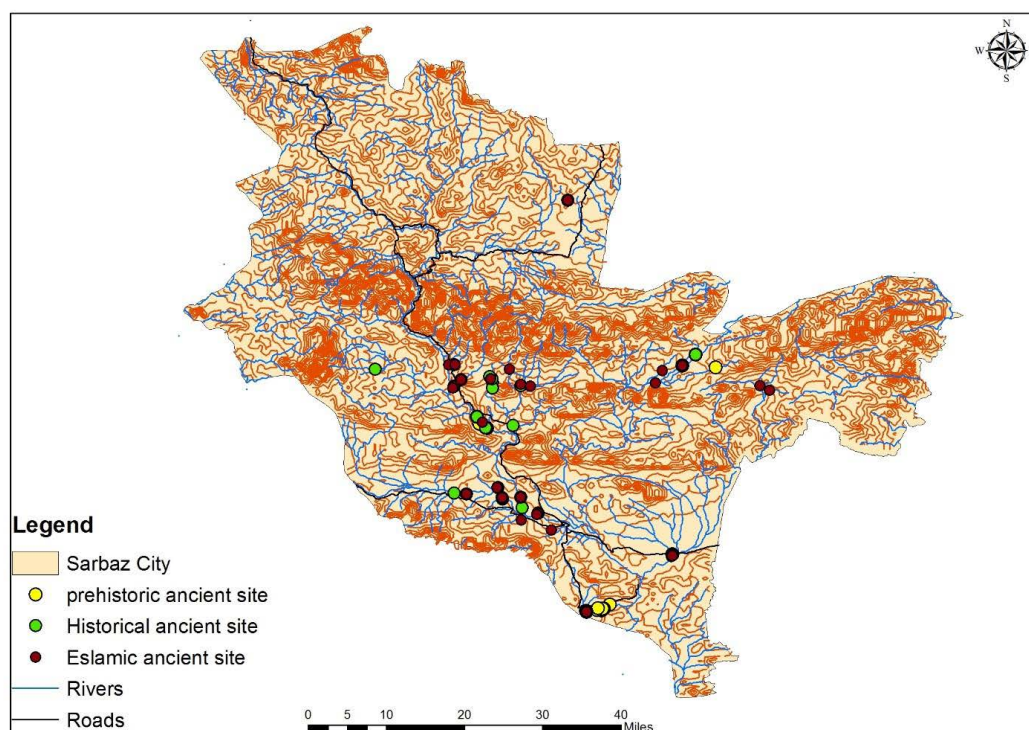 N
W
E
S
Legend
Sarbaz City
prehistoric ancient site
Historical ancient site
Eslamic ancient site
Rivers
Roads
0 5 10 20 30 40
Miles